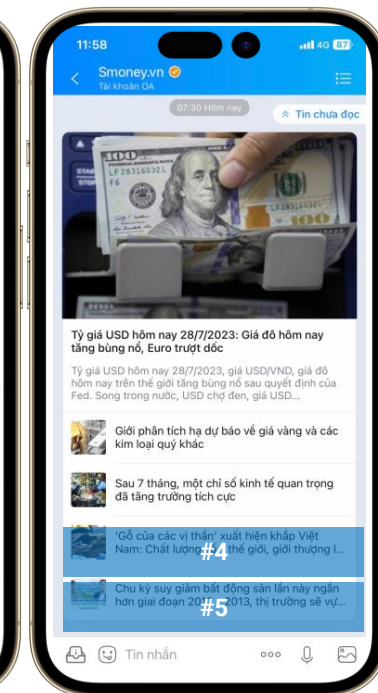 11:58
4G 87
Smoney.vn
Tài khoản OA
07:30 Hôm nay
Tin chưa đọc
START
STOP
100
LF 28316032 L
F6
100
Tỷ giá USD hôm nay 28/7/2023: Giá đô hôm nay
tăng bùng nổ, Euro trượt dốc
Tỷ giá USD hôm nay 28/7/2023, giá USD/VND, giá đô
hôm nay trên thế giới tăng bùng nổ sau quyết định của
Fed. Song trong nước, USD chợ đen, giá USD...
Giới phân tích hạ dự báo về giá vàng và các
kim loại quý khác
Sau 7 tháng, một chỉ số kinh tế quan trọng
đã tăng trưởng tích cực
'Gỗ của các vị thần' xuất hiện khắp Việt
Nam: Chất lượng thế giới, giới thượng l...
#4
Chu kỳ suy giảm bất động sản lần này ngắn
hơn giai đoạn 2013, thị trường sẽ vự...
#5
Tin nhắn